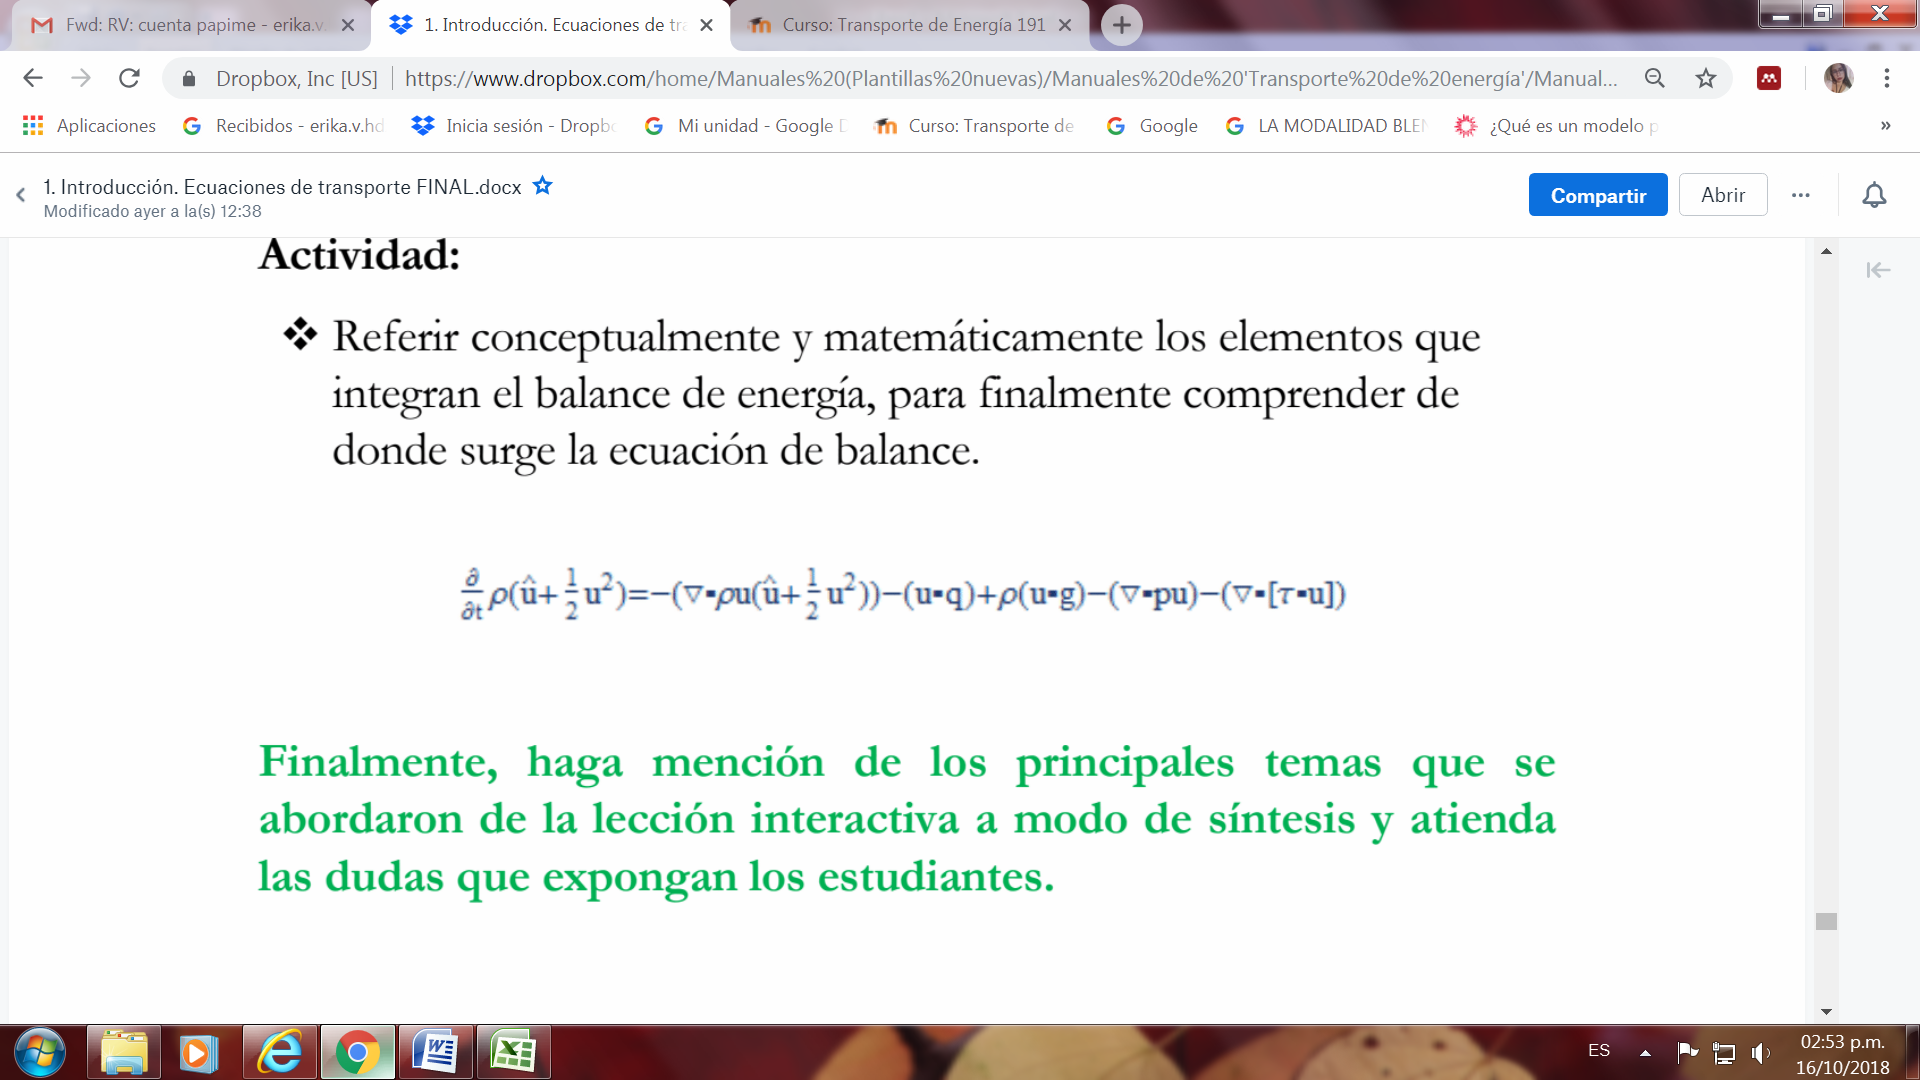 Fwd: RV: cuenta papime - erika.v.
1. Introducción. Ecuaciones de tra
Curso: Transporte de Energía 191
Dropbox, Inc [US]
https://www.dropbox.com/home/Manuales%20(Plantillas%20nuevas)/Manuales%20de%20'Transporte%20de%20energía'/Manual...
Aplicaciones
Recibidos - erika.v.hd
Inicia sesión - Dropbo
Mi unidad - Google D
Curso: Transporte de
Google
LA MODALIDAD BLEN
¿Qué es un modelo p
»
1. Introducción. Ecuaciones de transporte FINAL.docx
Modificado ayer a la(s) 12:38
Compartir
Abrir
Actividad:
❖ Referir conceptualmente y matemáticamente los elementos que
integran el balance de energía, para finalmente comprender de
donde surge la ecuación de balance.
∂/∂t ρ(û+ 1/2 u²)=−(▽▪ρu(û+ 1/2 u²))−(u▪q)+ρ(u▪g)−(▽▪pu)−(▽▪[τ▪u])
Finalmente, haga mención de los principales temas que se
abordaron de la lección interactiva a modo de síntesis y atienda
las dudas que expongan los estudiantes.
ES
02:53 p.m.
16/10/2018